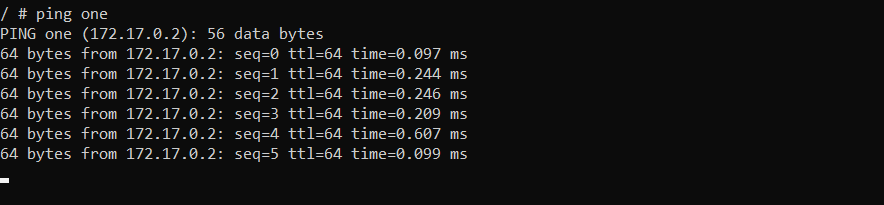 / # ping one
PING one (172.17.0.2): 56 data bytes
64 bytes from 172.17.0.2: seq=0 ttl=64 time=0.097 ms
64 bytes from 172.17.0.2: seq=1 ttl=64 time=0.244 ms
64 bytes from 172.17.0.2: seq=2 ttl=64 time=0.246 ms
64 bytes from 172.17.0.2: seq=3 ttl=64 time=0.209 ms
64 bytes from 172.17.0.2: seq=4 ttl=64 time=0.607 ms
64 bytes from 172.17.0.2: seq=5 ttl=64 time=0.099 ms